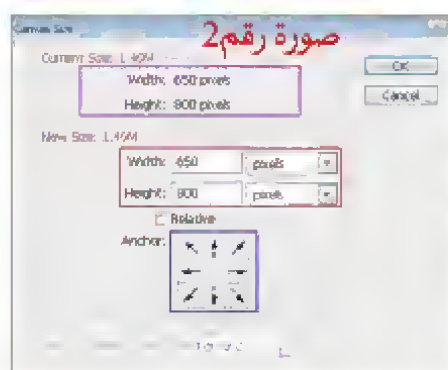 Canvas Size
صورة رقم2
Current Size: 1.49M
Width: 650 pixels
Height: 800 pixels
OK
Cancel
New Size: 1.49M
Width: 650 pixels
Height: 800 pixels
Relative
Anchor: